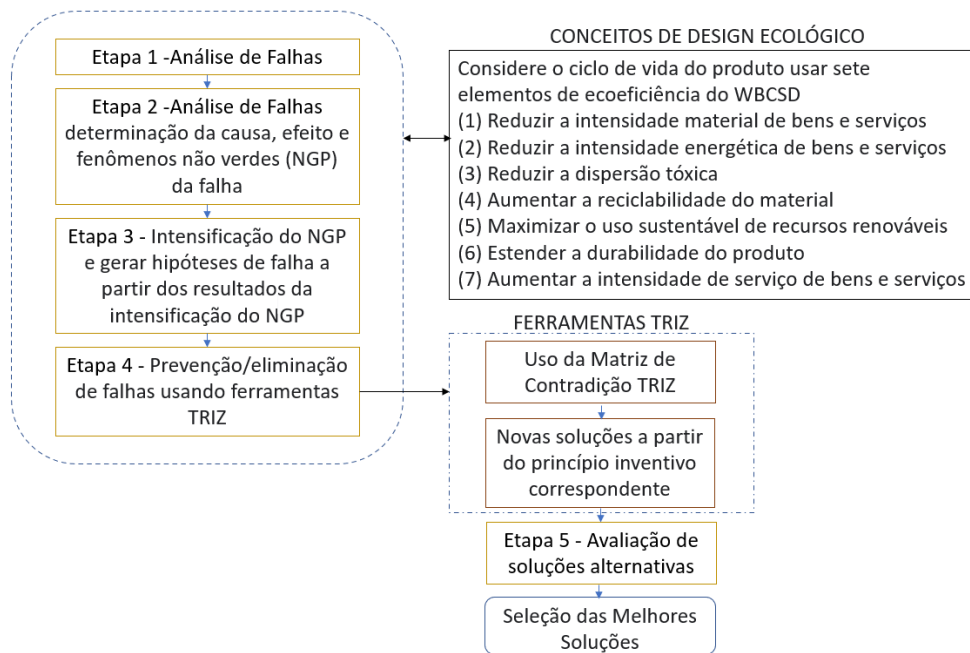 Etapa 1 -Análise de Falhas
Etapa 2 -Análise de Falhas
determinação da causa, efeito e
fenômenos não verdes (NGP)
da falha
Etapa 3 - Intensificação do NGP
e gerar hipóteses de falha a
partir dos resultados da
intensificação do NGP
Etapa 4 - Prevenção/eliminação
de falhas usando ferramentas
TRIZ
CONCEITOS DE DESIGN ECOLÓGICO
Considere o ciclo de vida do produto usar sete
elementos de ecoeficiência do WBCSD
(1) Reduzir a intensidade material de bens e serviços
(2) Reduzir a intensidade energética de bens e serviços
(3) Reduzir a dispersão tóxica
(4) Aumentar a reciclabilidade do material
(5) Maximizar o uso sustentável de recursos renováveis
(6) Estender a durabilidade do produto
(7) Aumentar a intensidade de serviço de bens e serviços
FERRAMENTAS TRIZ
Uso da Matriz de
Contradição TRIZ
Novas soluções a partir
do princípio inventivo
correspondente
Etapa 5 - Avaliação de
soluções alternativas
Seleção das Melhores
Soluções